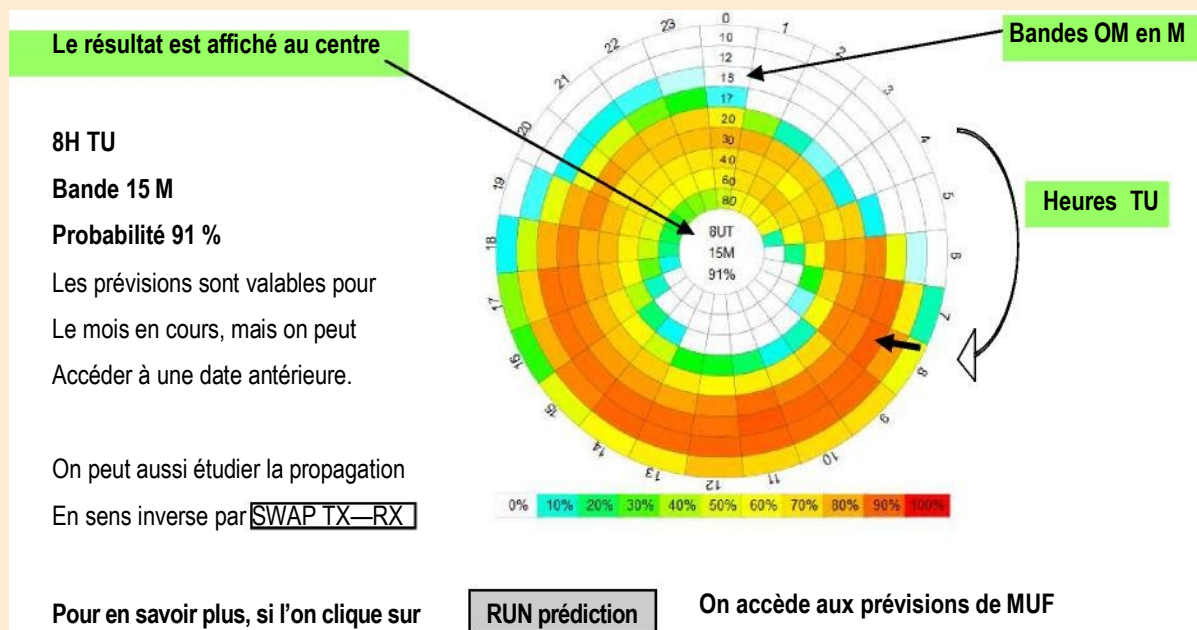 Le résultat est affiché au centre
Bandes OM en M
8H TU
Bande 15 M
Probabilité 91 %
Les prévisions sont valables pour
Le mois en cours, mais on peut
Accéder à une date antérieure.
On peut aussi étudier la propagation
En sens inverse par SWAP TX—RX
Heures TU
0
1
2
3
4
5
6
7
8
9
10
11
12
13
14
15
16
17
18
19
20
21
22
23
10
12
15
17
20
30
40
60
80
8UT
15M
91%
0% 10% 20% 30% 40% 50% 60% 70% 80% 90% 100%
Pour en savoir plus, si l’on clique sur
RUN prédiction
On accède aux prévisions de MUF